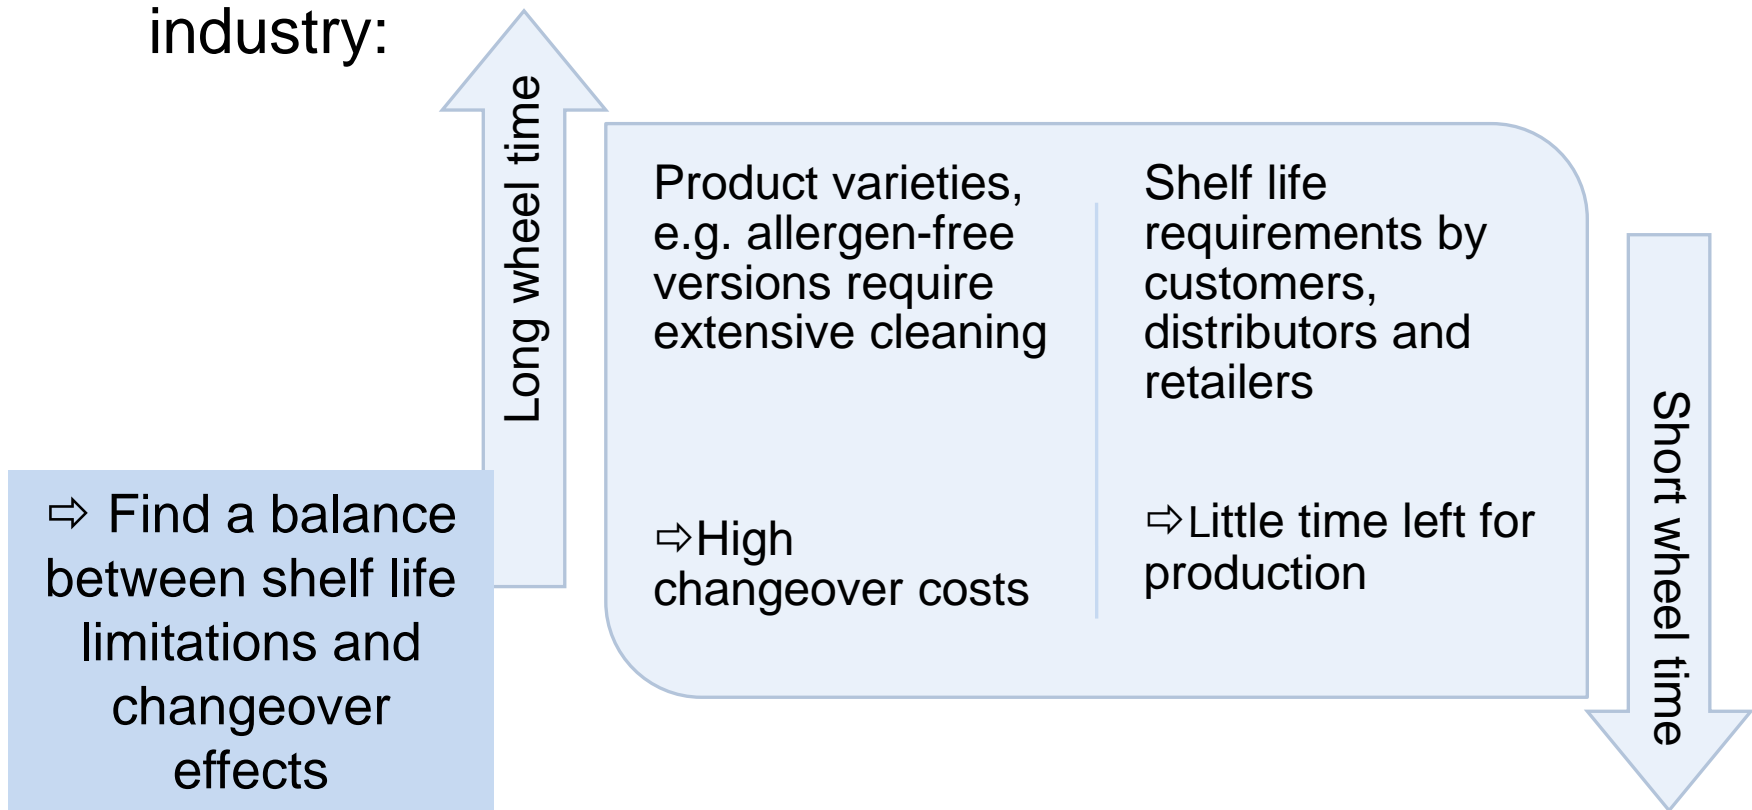 industry:
Long wheel time
Product varieties,
e.g. allergen-free
versions require
extensive cleaning
⇨High
changeover costs
Shelf life
requirements by
customers,
distributors and
retailers
⇨Little time left for
production
Short wheel time
⇨ Find a balance
between shelf life
limitations and
changeover
effects